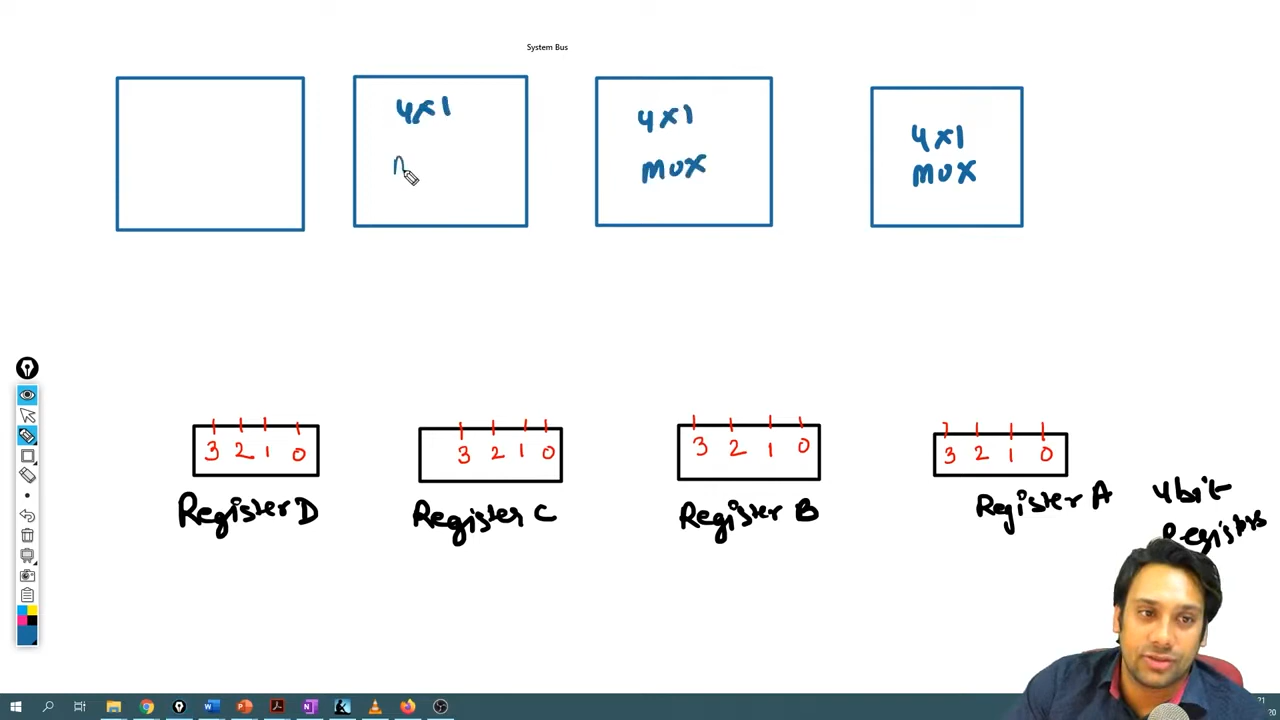 System Bus
4x1
4x1
mux
4x1
mux
3 2 1 0
3 2 1 0
3 2 1 0
3 2 1 0
Register D
Register C
Register B
Register A
4 bit
Registers